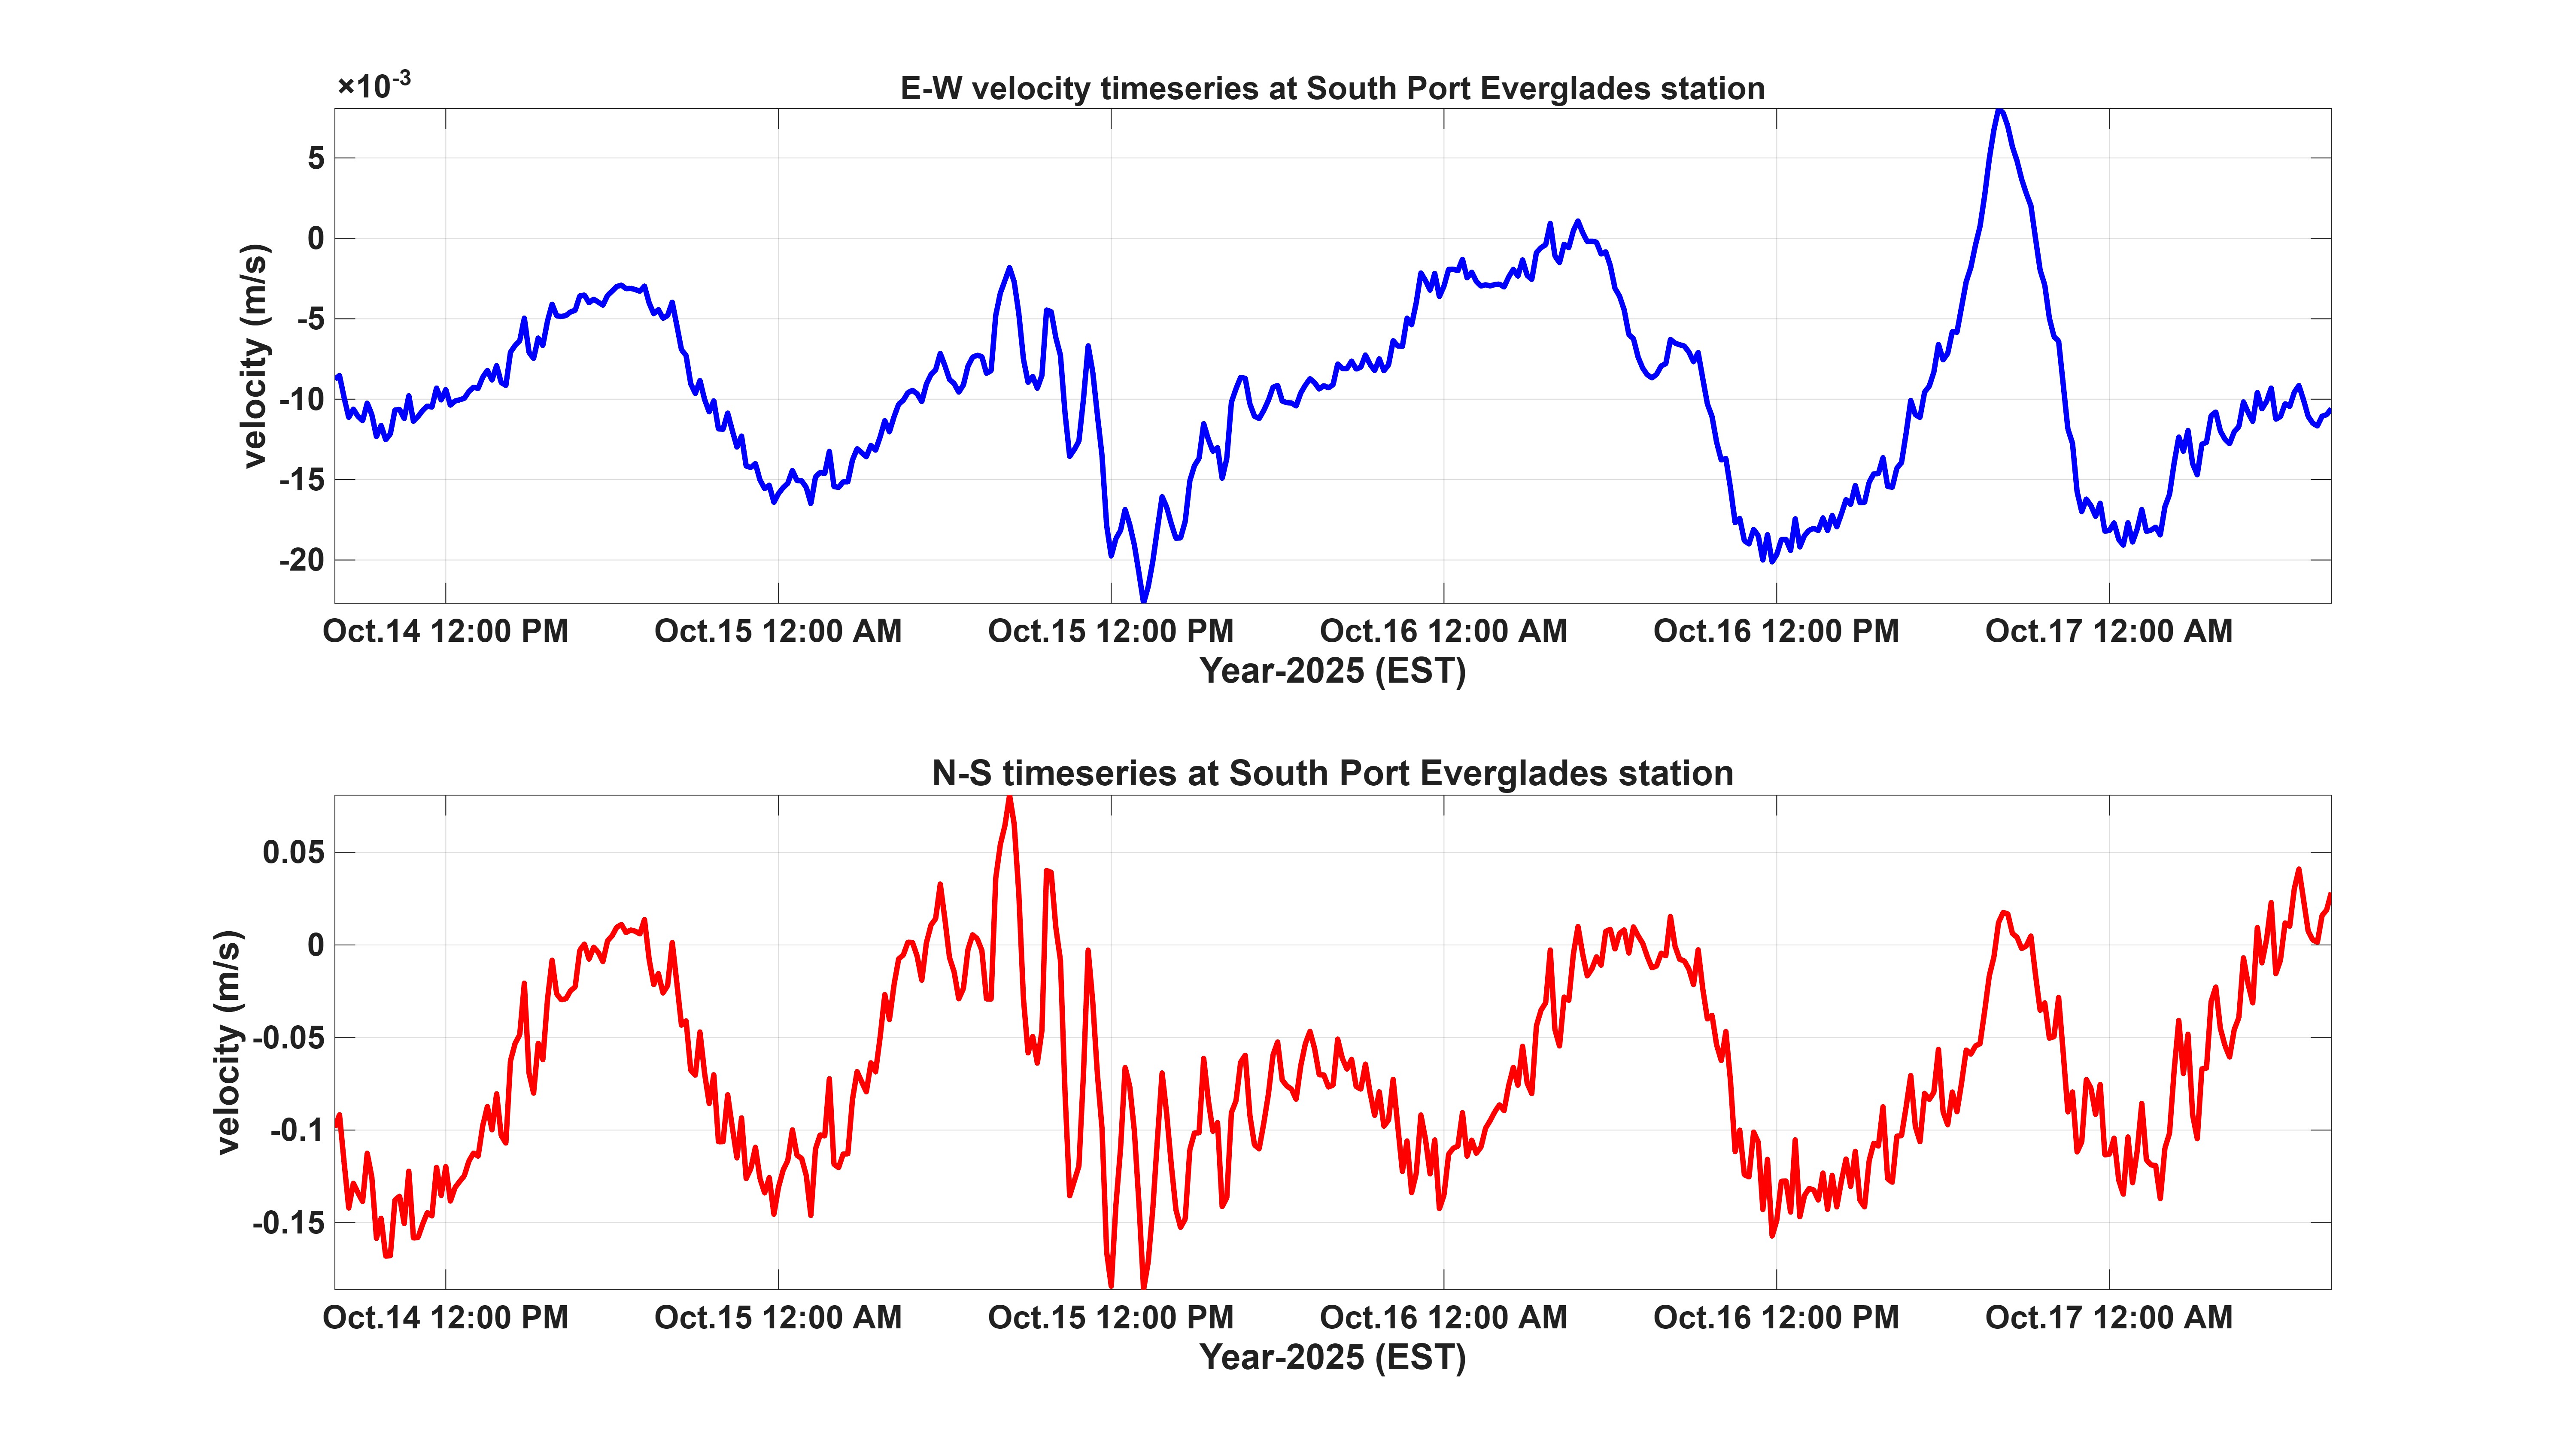 ×10-3
E-W velocity timeseries at South Port Everglades station
5
0
-5
-10
-15
-20
velocity (m/s)
Oct.14 12:00 PM Oct.15 12:00 AM Oct.15 12:00 PM Oct.16 12:00 AM Oct.16 12:00 PM Oct.17 12:00 AM
Year-2025 (EST)
N-S timeseries at South Port Everglades station
0.05
0
-0.05
-0.1
-0.15
velocity (m/s)
Oct.14 12:00 PM Oct.15 12:00 AM Oct.15 12:00 PM Oct.16 12:00 AM Oct.16 12:00 PM Oct.17 12:00 AM
Year-2025 (EST)